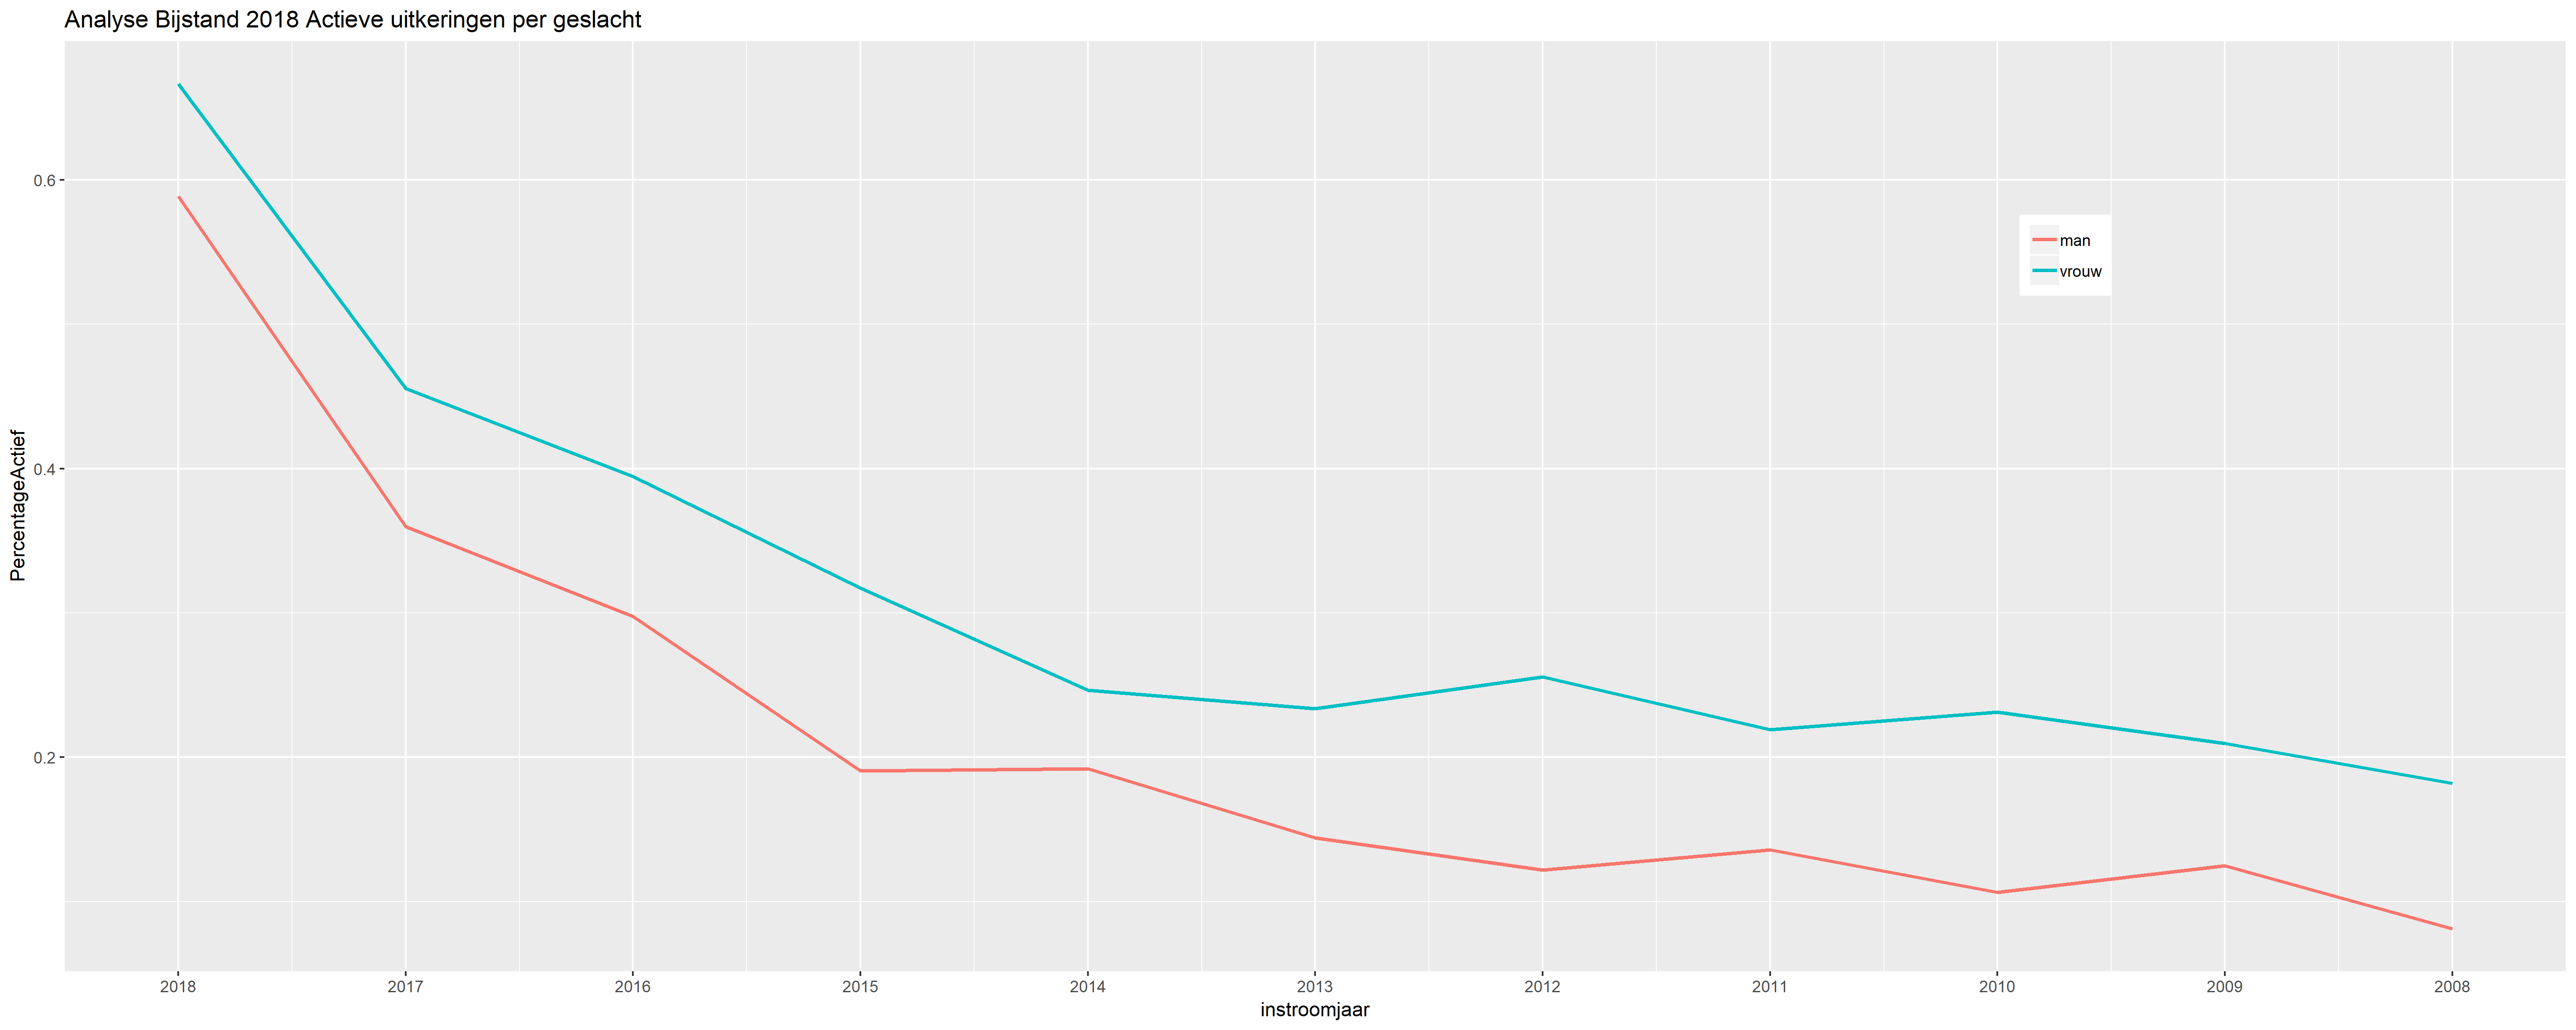 Analyse Bijstand 2018 Actieve uitkeringen per geslacht
PercentageActief
0.6
0.4
0.2
man
vrouw
2018 2017 2016 2015 2014 2013 2012 2011 2010 2009 2008
instroomjaar